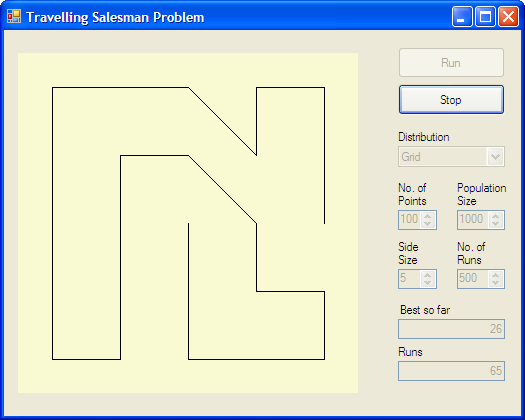 Travelling Salesman Problem
Run
Stop
Distribution
Grid
No. of Points
Population Size
100
1000
Side Size
No. of Runs
5
500
Best so far
26
Runs
65